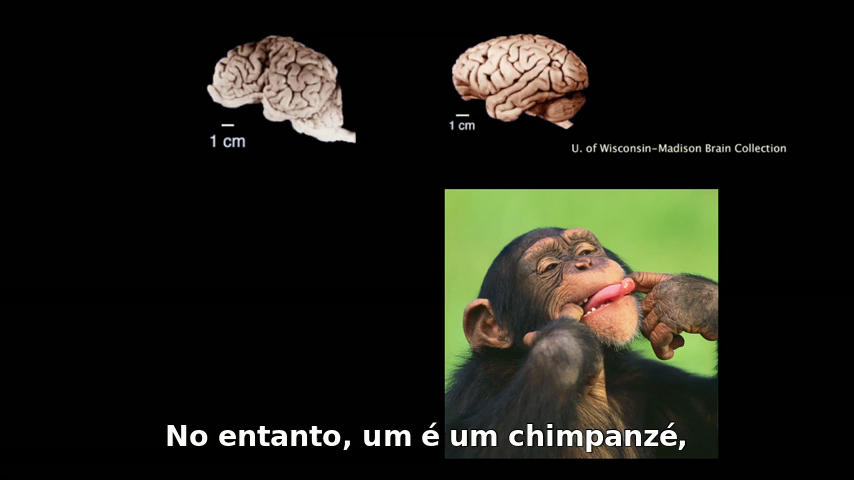 1 cm
1 cm
U. of Wisconsin-Madison Brain Collection
No entanto, um é um chimpanzé,